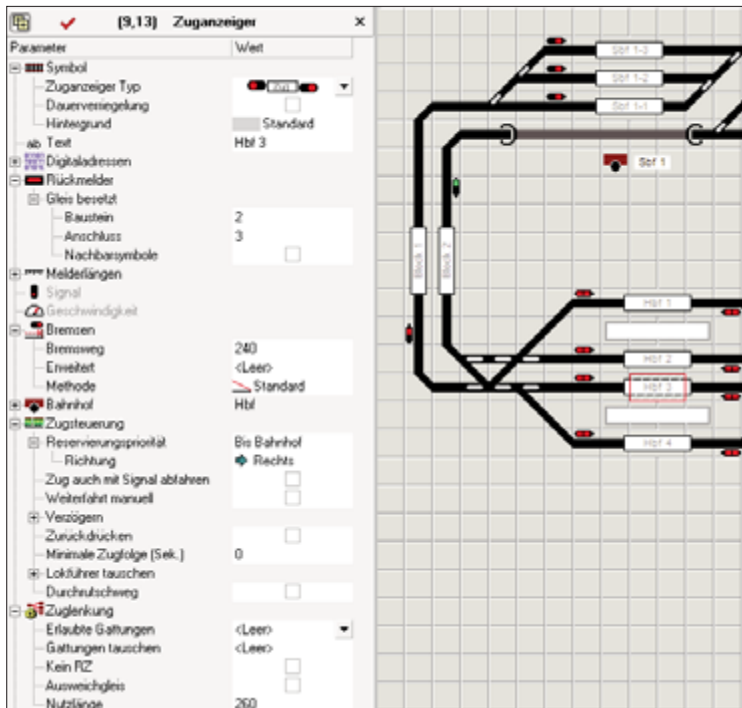 (9,13) Zuganzeiger
Parameter Wert
Symbol
Zuganzeiger Typ Zug
Dauerverriegelung
Hintergrund Standard
ab Text Hbf 3
Digitaladressen
Rückmelder
Gleis besetzt
Baustein 2
Anschluss 3
Nachbarsymbole
Melderlängen
Signal
Geschwindigkeit
Bremsen
Bremsweg 240
Erweitert <Leer>
Methode Standard
Bahnhof Hbf
Zugsteuerung
Reservierungspriorität Bis Bahnhof
Richtung Rechts
Zug auch mit Signal abfahren
Weiterfahrt manuell
Verzögern
Zurückdrücken
Minimale Zugfolge (Sek.) 0
Lokführer tauschen
Durchrutschweg
Zuglenkung
Erlaubte Gattungen <Leer>
Gattungen tauschen <Leer>
Kein RZ
Ausweichgleis
Nutzlänge 260
Sbf 1-3
Sbf 1-2
Sbf 1-1
Sbf 1
Block 1
Block 2
Hbf 1
Hbf 2
Hbf 3
Hbf 4